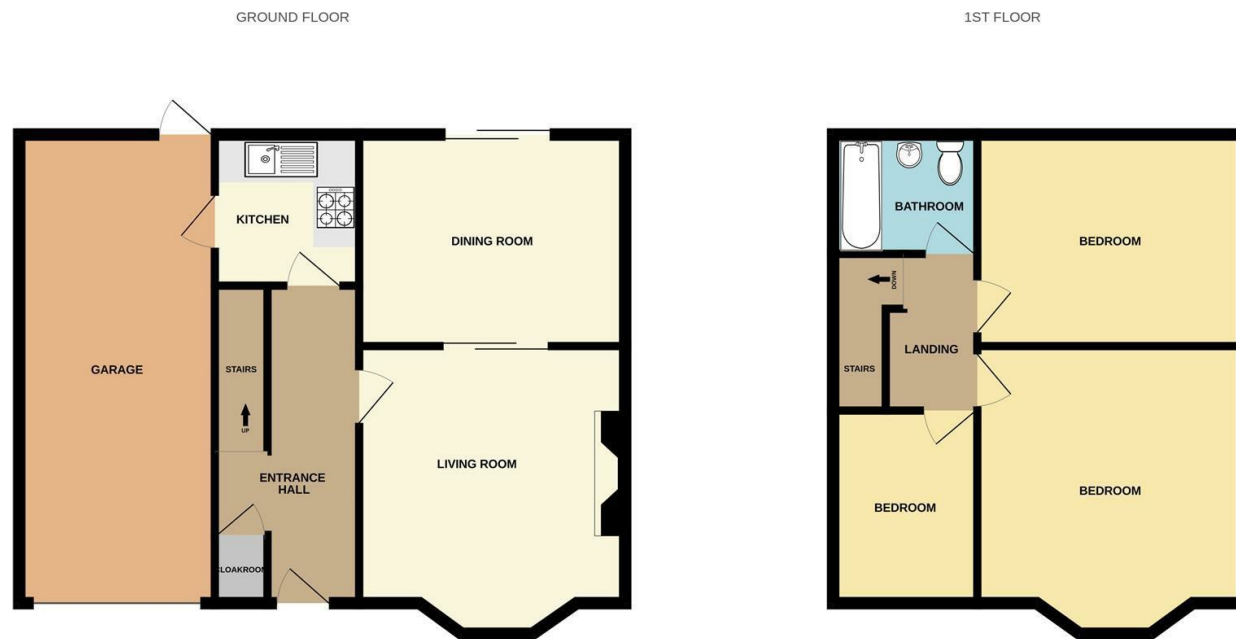 GROUND FLOOR
1ST FLOOR
KITCHEN
DINING ROOM
GARAGE
STAIRS
UP
LIVING ROOM
ENTRANCE
HALL
CLOAKROOM
BATHROOM
BEDROOM
DOWN
LANDING
STAIRS
BEDROOM
BEDROOM